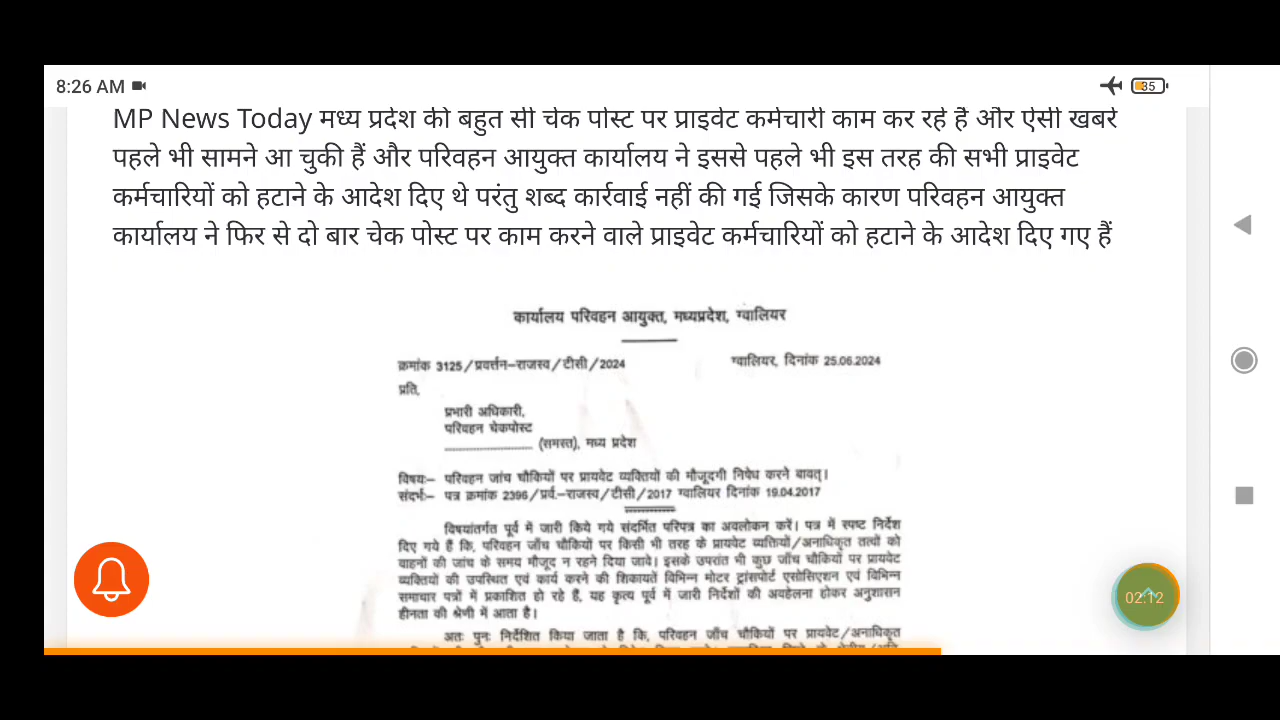 8:26 AM
35
MP News Today मध्य प्रदेश की बहुत सी चेक पोस्ट पर प्राइवेट कर्मचारी काम कर रहे हैं और ऐसी खबरें
पहले भी सामने आ चुकी हैं और परिवहन आयुक्त कार्यालय ने इससे पहले भी इस तरह की सभी प्राइवेट
कर्मचारियों को हटाने के आदेश दिए थे परंतु शब्द कार्रवाई नहीं की गई जिसके कारण परिवहन आयुक्त
कार्यालय ने फिर से दो बार चेक पोस्ट पर काम करने वाले प्राइवेट कर्मचारियों को हटाने के आदेश दिए गए हैं
कार्यालय परिवहन आयुक्त, मध्यप्रदेश, ग्वालियर
क्रमांक 3125/प्रवर्त्तन-राजस्व/टीसी/2024 ग्वालियर, दिनांक 25.06.2024
प्रति,
प्रभारी अधिकारी,
परिवहन चेकपोस्ट
(समस्त), मध्य प्रदेश
विषय:- परिवहन जांच चौकियों पर प्रायवेट व्यक्तियों की मौजूदगी निषेध करने बावत्।
संदर्भ:- पत्र क्रमांक 2396/प्रर्व.-राजस्व/टीसी/2017 ग्वालियर दिनांक 19.04.2017
विषयांतर्गत पूर्व में जारी किये गये संदर्भित परिपत्र का अवलोकन करें। पत्र में स्पष्ट निर्देश
दिए गये हैं कि, परिवहन जाँच चौकियों पर किसी भी तरह के प्रायवेट व्यक्तियों/अनाधिकृत तत्वों को
वाहनों की जांच के समय मौजूद न रहने दिया जावे। इसके उपरांत भी कुछ जाँच चौकियों पर प्रायवेट
व्यक्तियों की उपस्थित एवं कार्य करने की शिकायतें विभिन्न मोटर ट्रांसपोर्ट एसोसिएशन एवं विभिन्न
समाचार पत्रों में प्रकाशित हो रहे हैं, यह कृत्य पूर्व में जारी निर्देशों की अवहेलना होकर अनुशासन
हीनता की श्रेणी में आता है।
अतः पुनः निर्देशित किया जाता है कि, परिवहन जाँच चौकियों पर प्रायवेट/अनाधिकृत
02:12